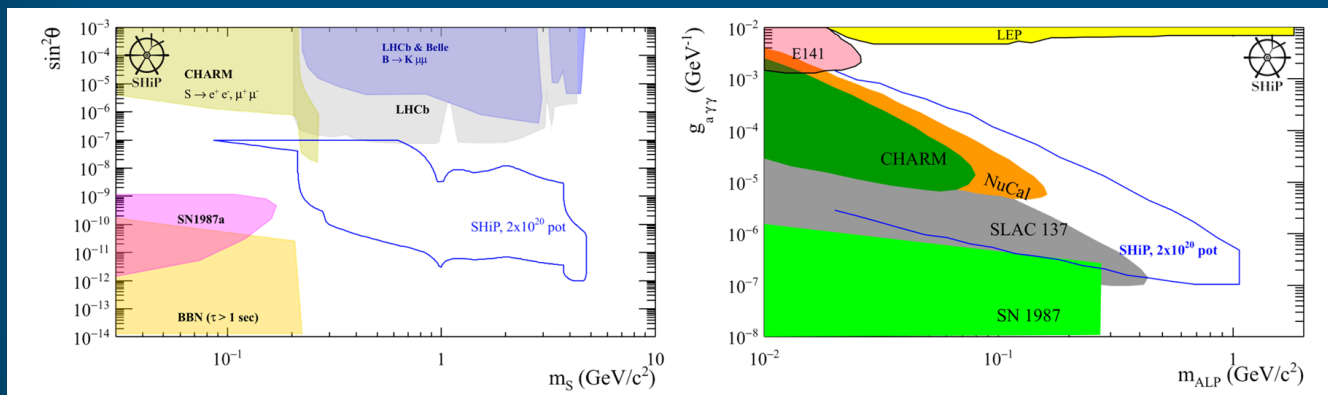 sin²θ
10⁻³
10⁻⁴
10⁻⁵
10⁻⁶
10⁻⁷
10⁻⁸
10⁻⁹
10⁻¹⁰
10⁻¹¹
10⁻¹²
10⁻¹³
10⁻¹⁴
SHiP
CHARM
S → e⁺ e⁻, μ⁺ μ⁻
LHCb & Belle
B → K μμ
LHCb
SN1987a
SHiP, 2x10²⁰ pot
BBN (τ > 1 sec)
10⁻¹
1
10
m_S (GeV/c²)
g_aγγ (GeV⁻¹)
10⁻²
10⁻³
10⁻⁴
10⁻⁵
10⁻⁶
10⁻⁷
10⁻⁸
LEP
E141
SHiP
CHARM
NuCal
SLAC 137
SHiP, 2x10²⁰ pot
SN 1987
10⁻²
10⁻¹
1
m_ALP (GeV/c²)